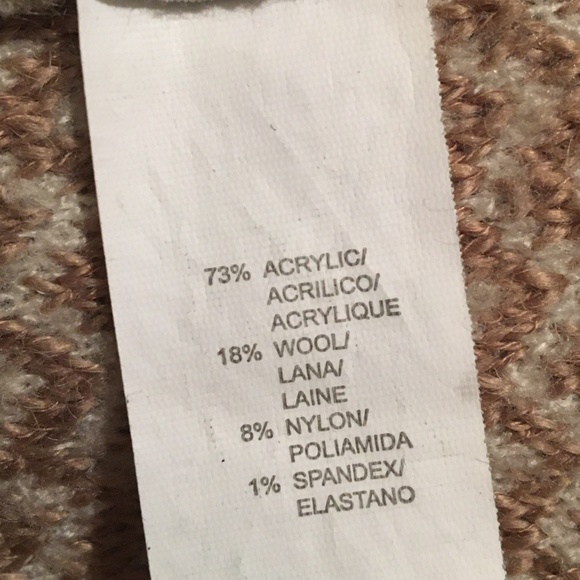 73% ACRYLIC/
ACRILICO/
ACRYLIQUE
18% WOOL/
LANA/
LAINE
8% NYLON/
POLIAMIDA
1% SPANDEX/
ELASTANO